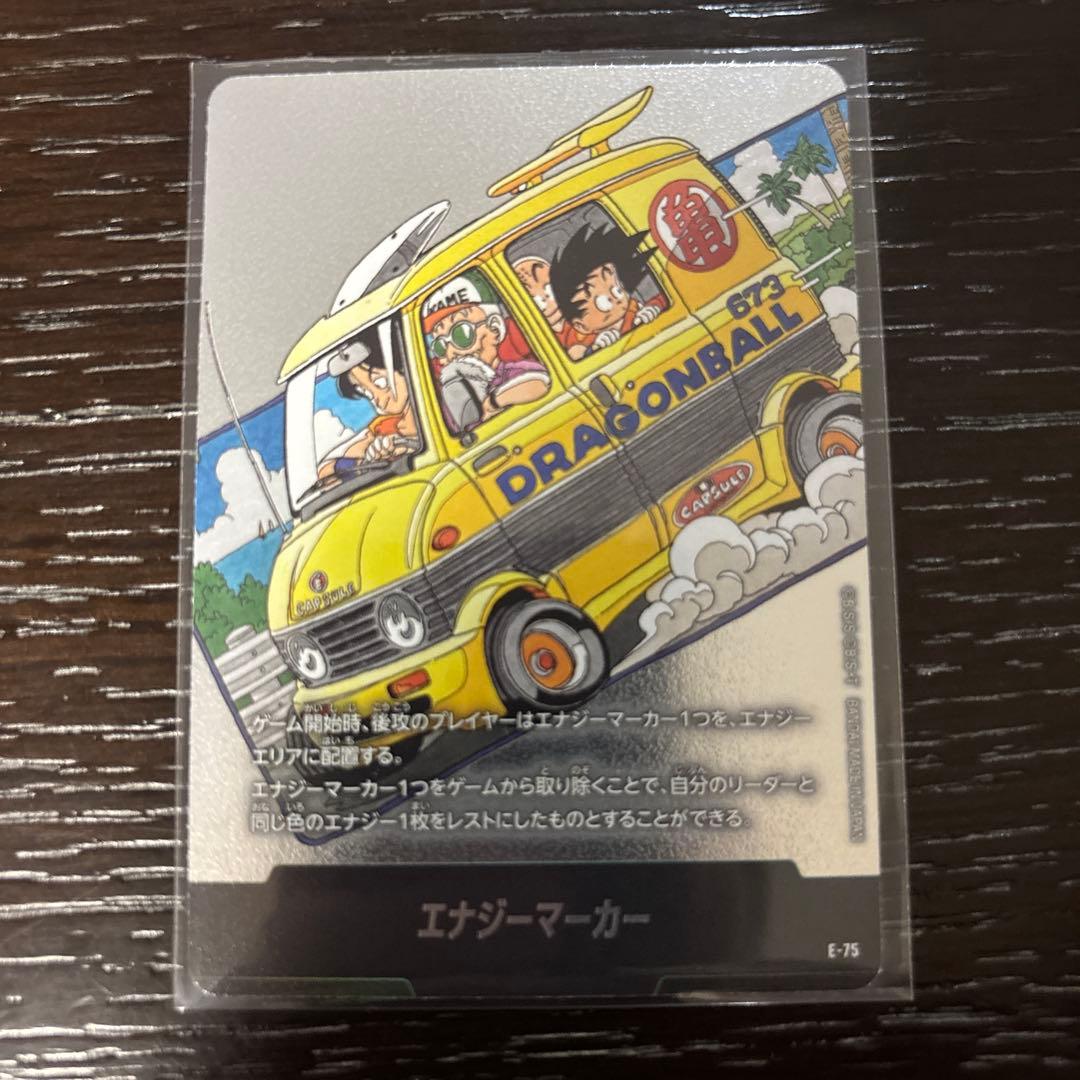 KAME
亀
673
DRAGONBALL
CAPSULE
CAPSULE
ゲーム開始時、後攻のプレイヤーはエナジーマーカー1つを、エナジー
エリアに配置する。
エナジーマーカー1つをゲームから取り除くことで、自分のリーダーと
同じ色のエナジー1枚をレストにしたものとすることができる。
BANDAI MADE IN JAPAN
エナジーマーカー
E-75